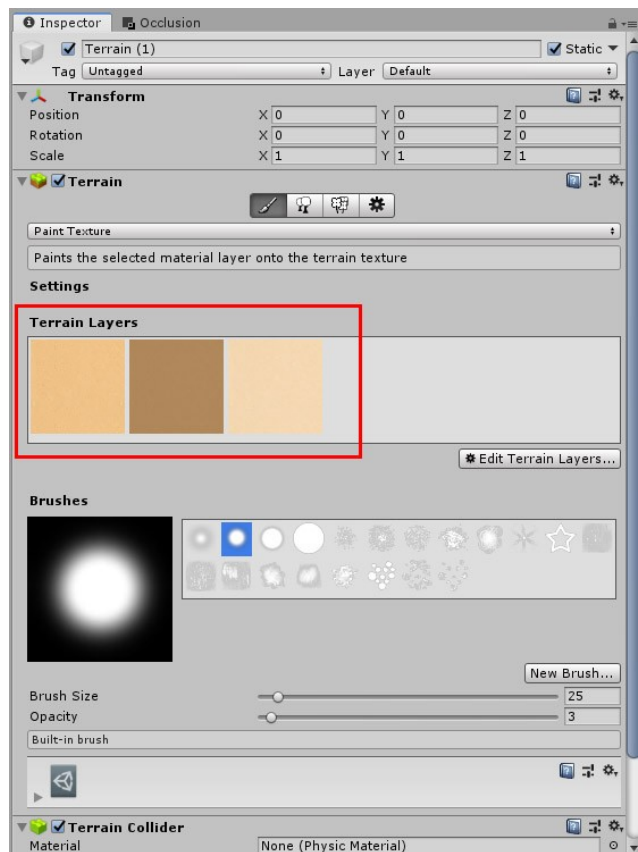 Inspector Occlusion
Terrain (1) Static
Tag Untagged Layer Default
Transform
Position X 0 Y 0 Z 0
Rotation X 0 Y 0 Z 0
Scale X 1 Y 1 Z 1
Terrain
Paint Texture
Paints the selected material layer onto the terrain texture
Settings
Terrain Layers
Edit Terrain Layers...
Brushes
New Brush...
Brush Size 25
Opacity 3
Built-in brush
Terrain Collider
Material None (Physic Material)